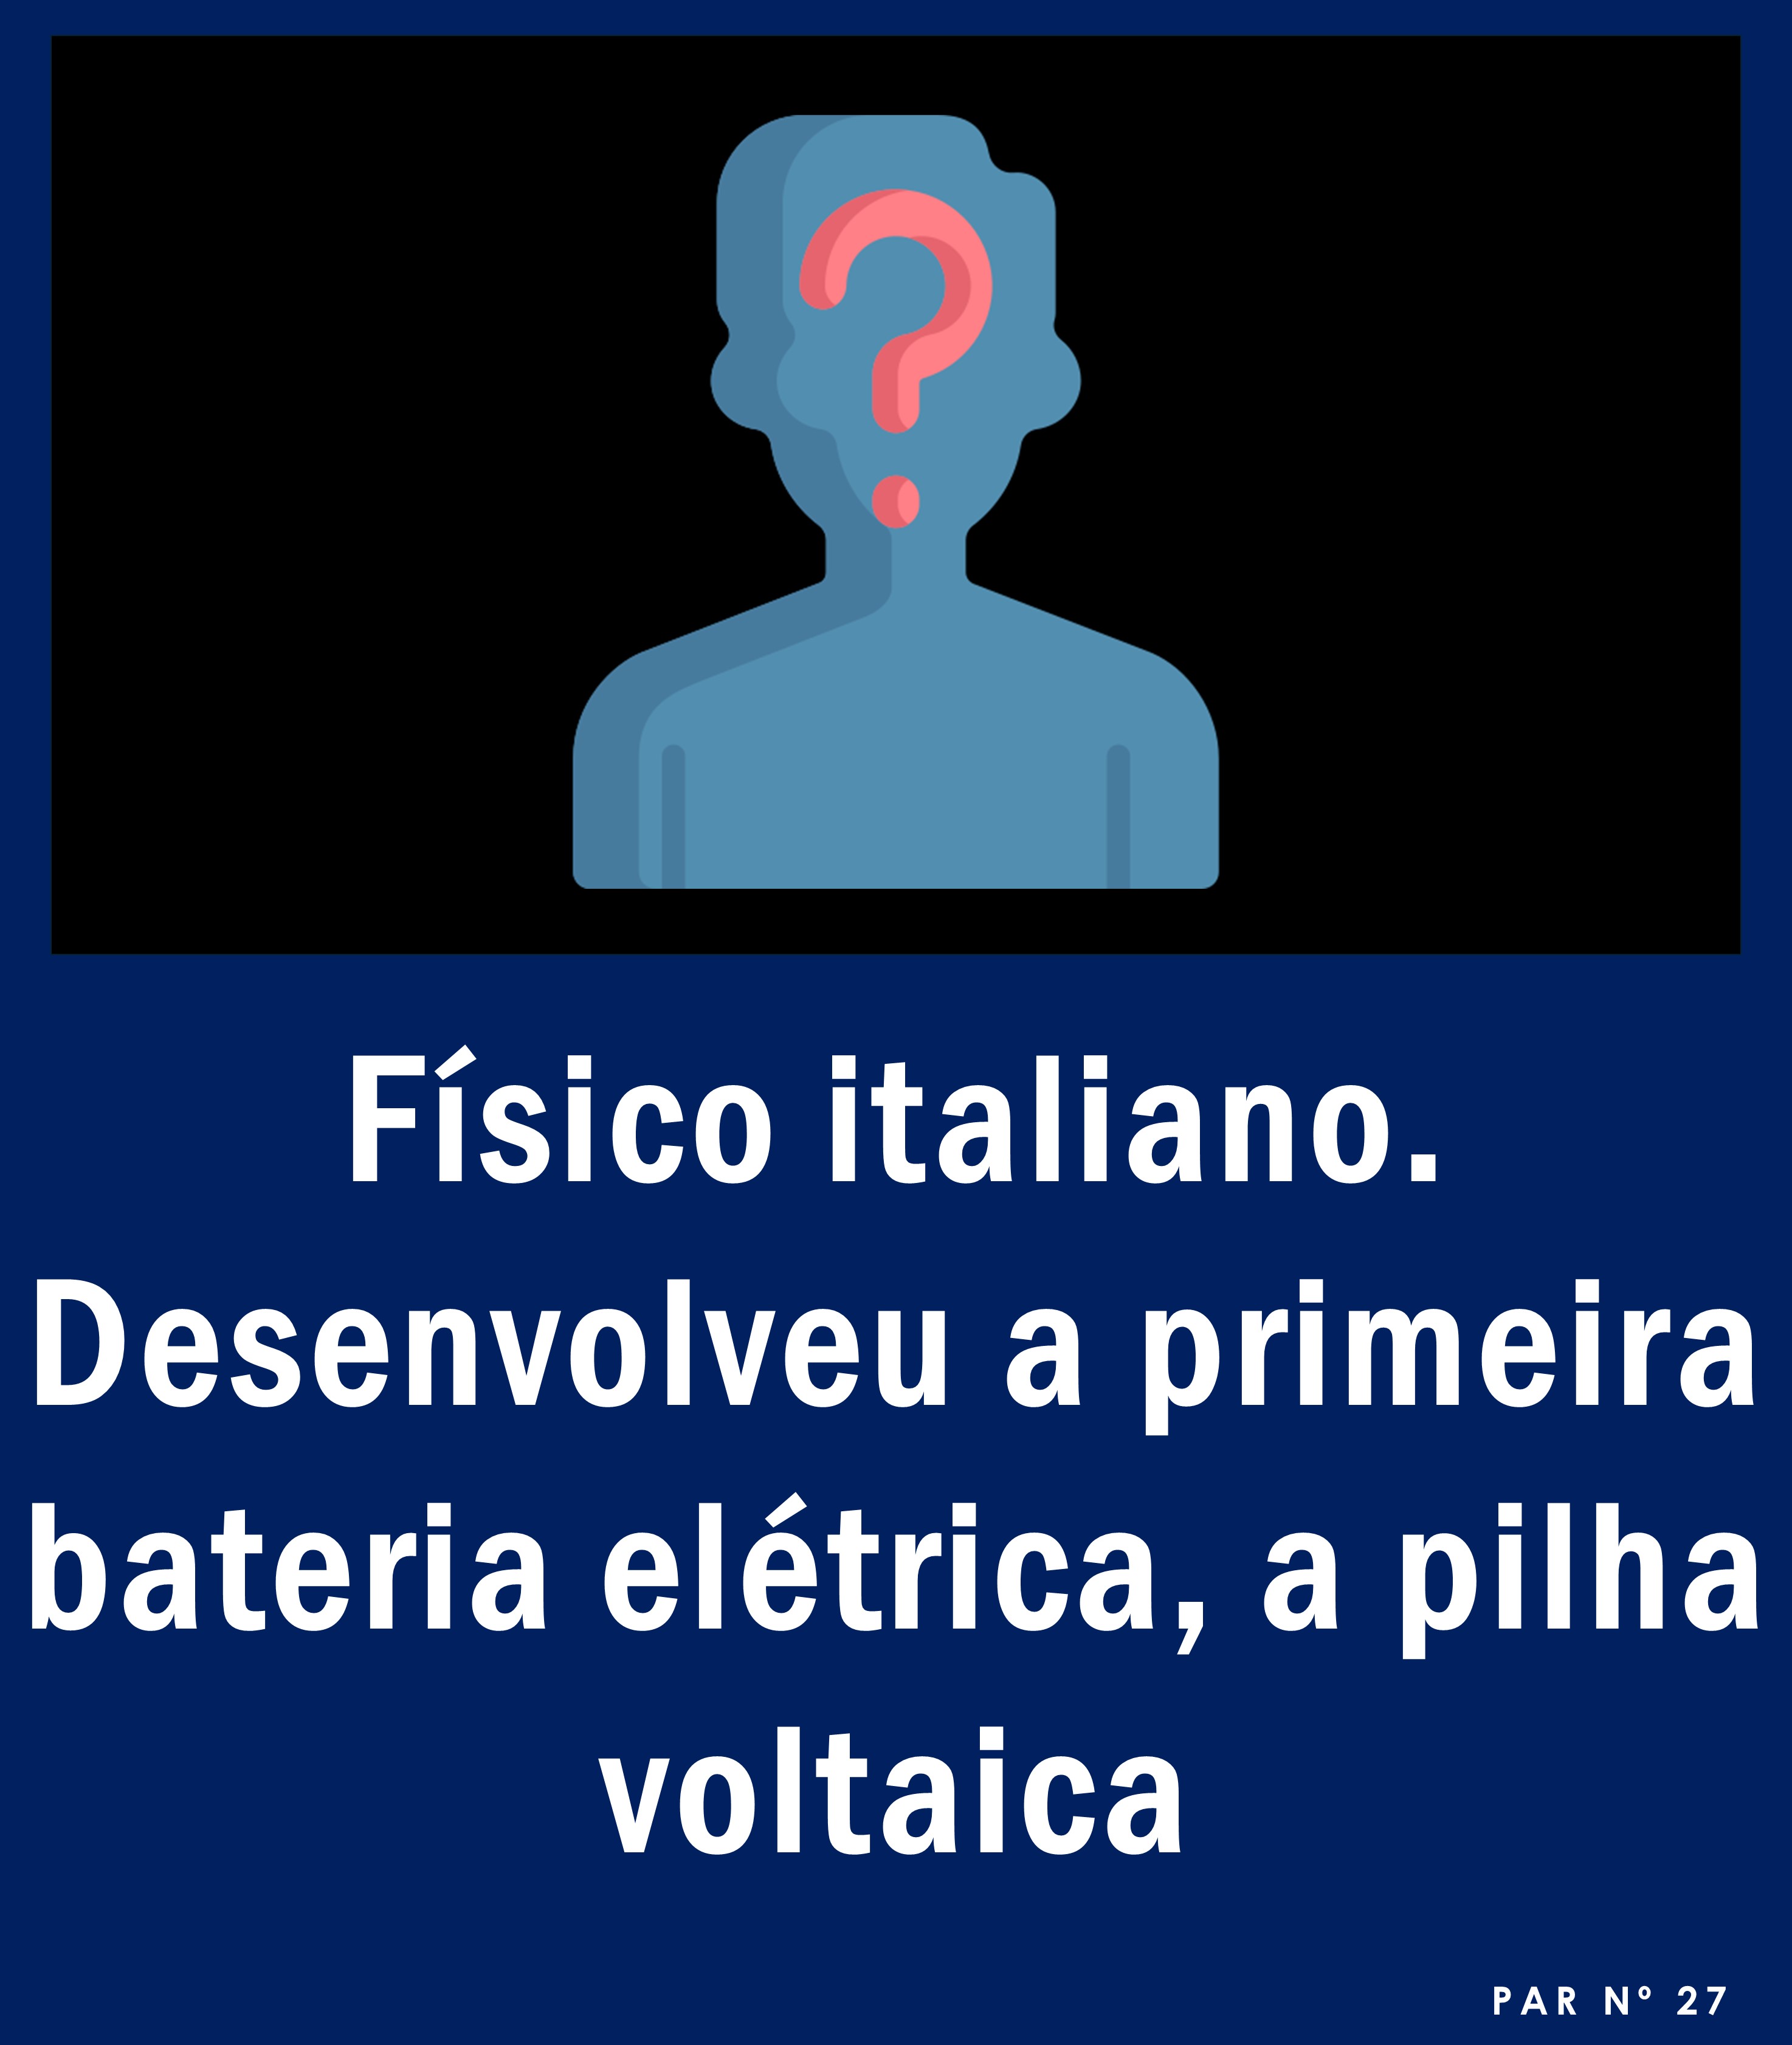 Físico italiano.
Desenvolveu a primeira
bateria elétrica, a pilha
voltaica
PAR Nº 27